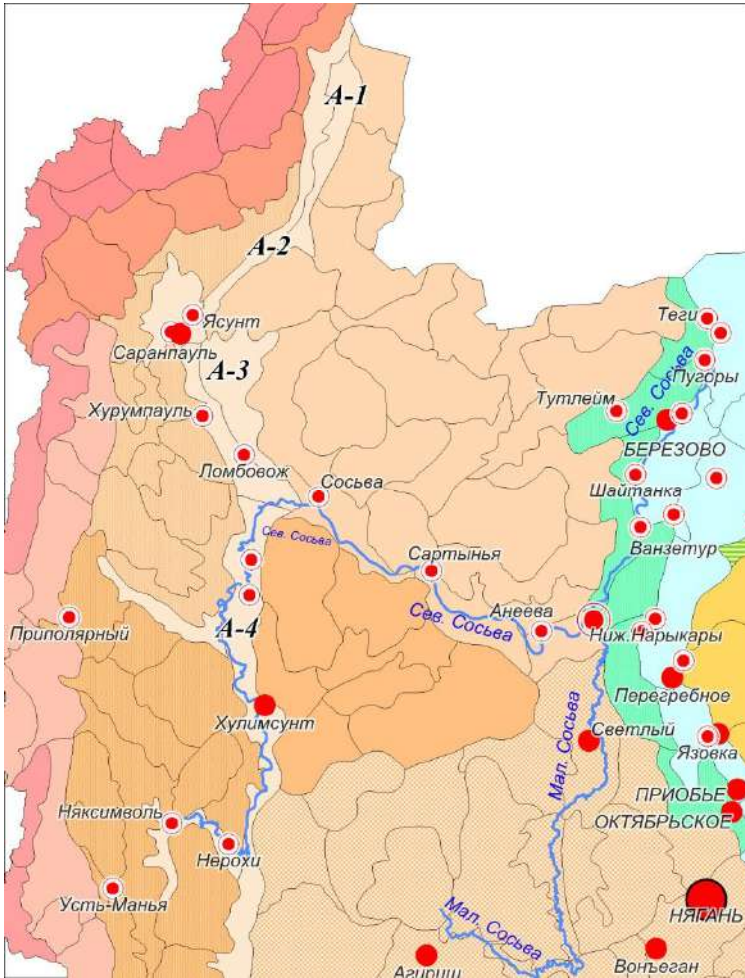 А-1
А-2
Ясунт
Саранпауль
А-3
Теги
Пугоры
Сев. Сосьва
Тутлейм
Хурумпауль
БЕРЕЗОВО
Ломбовож
Сосьва
Шайтанка
Сев. Сосьва
Ванзетур
Сартынья
Анеева
Сев. Сосьва
Приполярный
А-4
Ниж.Нарыкары
Перегребное
Хулимсунт
Светлый
Язовка
Мал. Сосьва
ПРИОБЬЕ
Няксимволь
ОКТЯБРЬСКОЕ
Нерохи
Усть-Манья
НЯГАНЬ
Мал. Сосьва
Агириш
Вонъеган